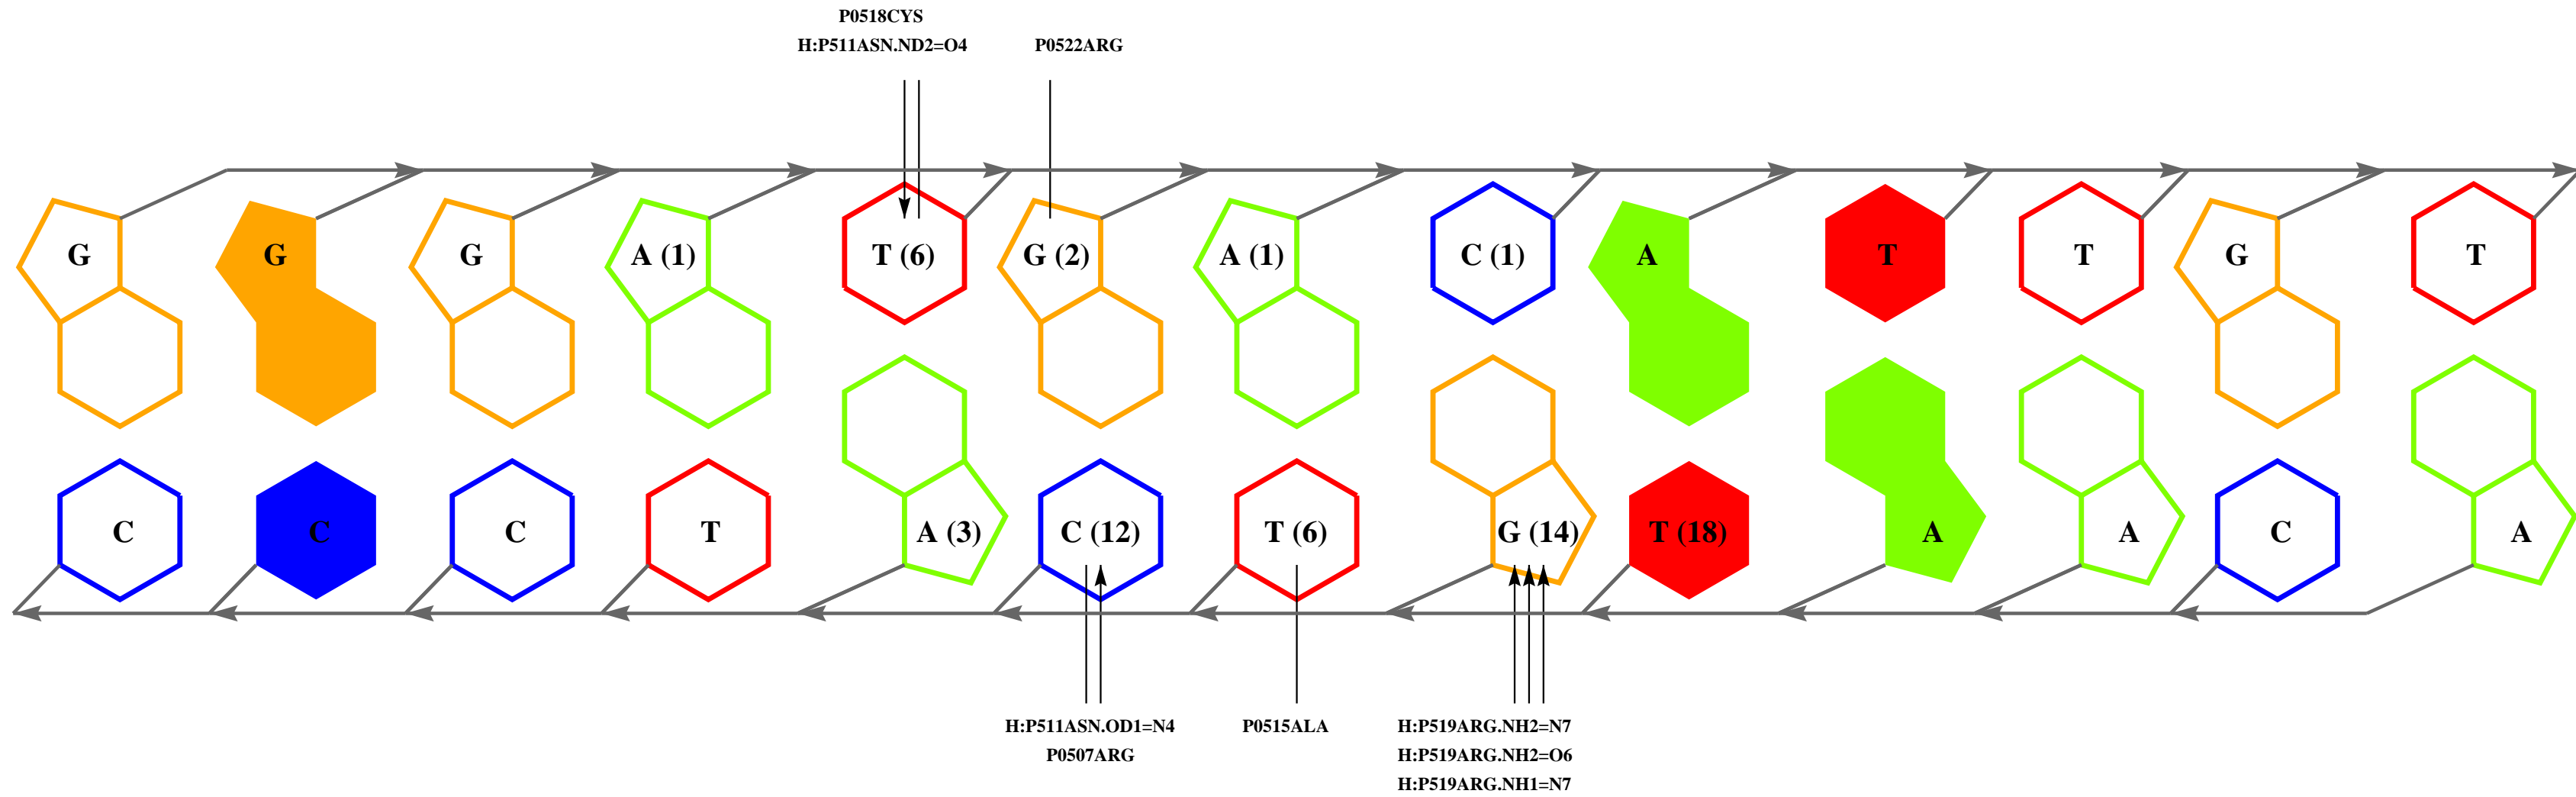 P0518CYS
H:P511ASN.ND2=O4 P0522ARG
G G G A (1) T (6) G (2) A (1) C (1) A T T G T
C C C T A (3) C (12) T (6) G (14) T (18) A A C A
H:P511ASN.OD1=N4 P0515ALA H:P519ARG.NH2=N7
P0507ARG H:P519ARG.NH2=O6
H:P519ARG.NH1=N7